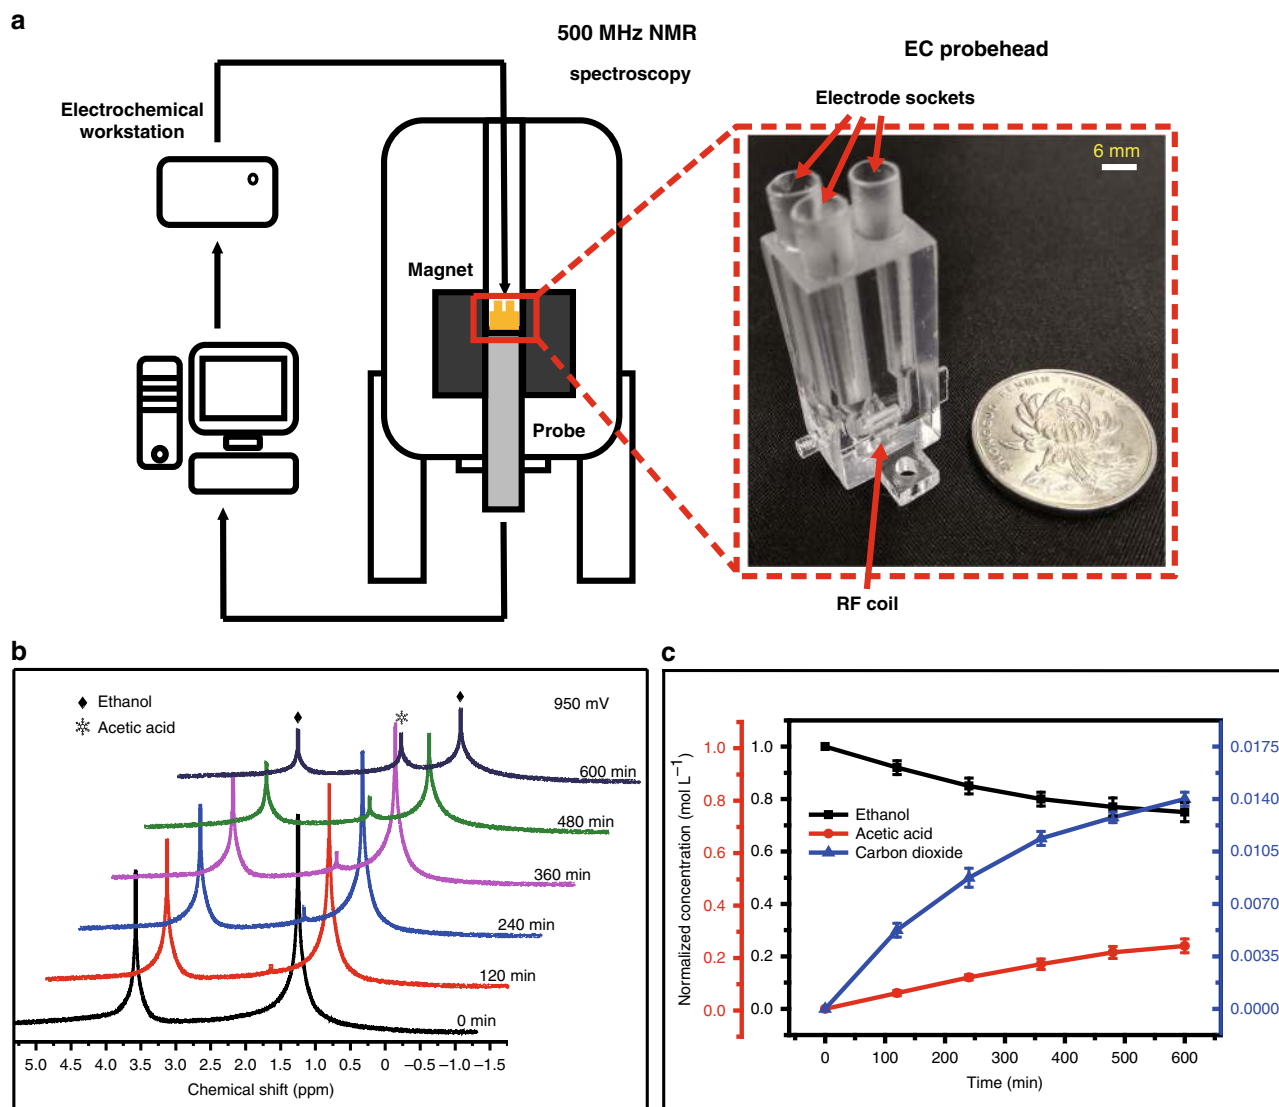 a
500 MHz NMR
spectroscopy
EC probehead
Electrochemical
workstation
Electrode sockets
6 mm
Magnet
Probe
RF coil
b
Ethanol
Acetic acid
950 mV
600 min
480 min
360 min
240 min
120 min
0 min
5.0 4.5 4.0 3.5 3.0 2.5 2.0 1.5 1.0 0.5 0 –0.5 –1.0 –1.5
Chemical shift (ppm)
c
Normalized concentration (mol L⁻¹)
1.0 1.0 0.0175
0.8 0.8 0.0140
0.6 0.6 0.0105
0.4 0.4 0.0070
0.2 0.2 0.0035
0.0 0.0 0.0000
Ethanol
Acetic acid
Carbon dioxide
0 100 200 300 400 500 600
Time (min)